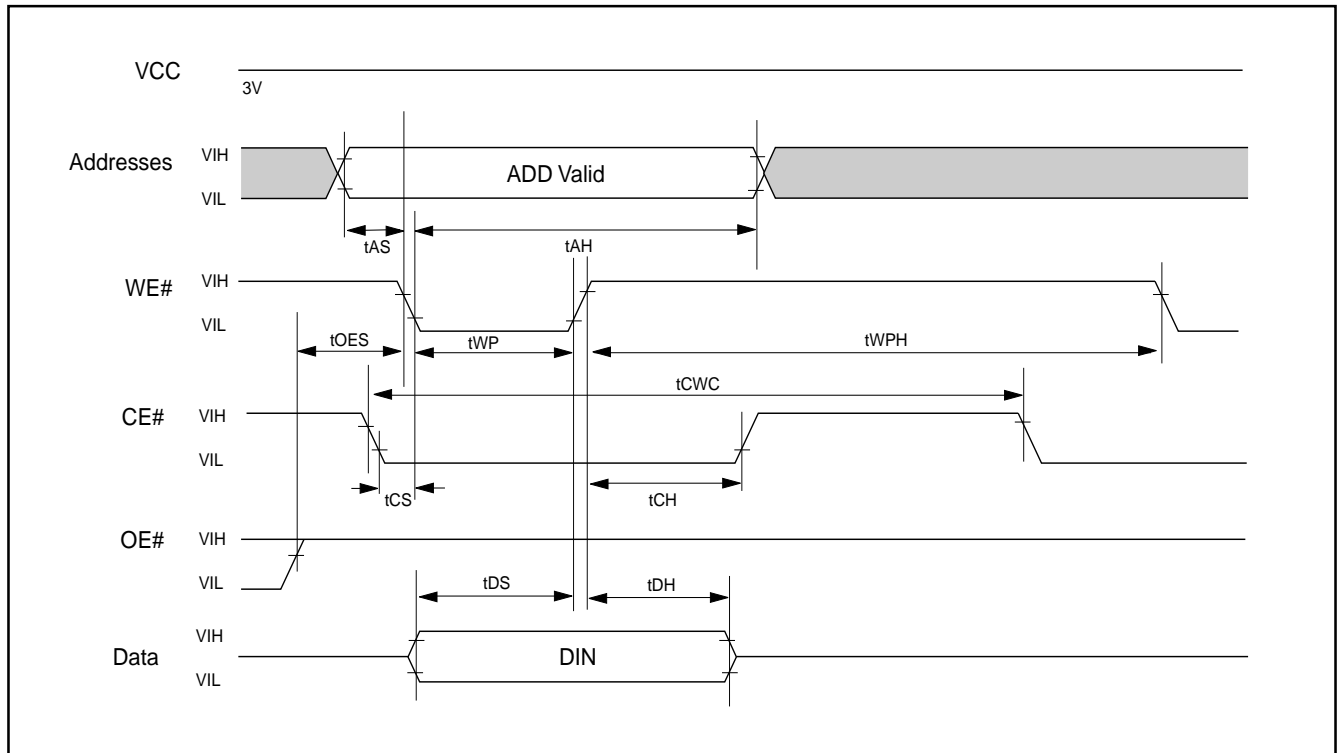 VCC
3V
Addresses
VIH
ADD Valid
VIL
tAS
tAH
WE#
VIH
VIL
tOES
tWP
tWPH
tCWC
CE#
VIH
VIL
tCS
tCH
OE#
VIH
VIL
tDS
tDH
VIH
Data
DIN
VIL